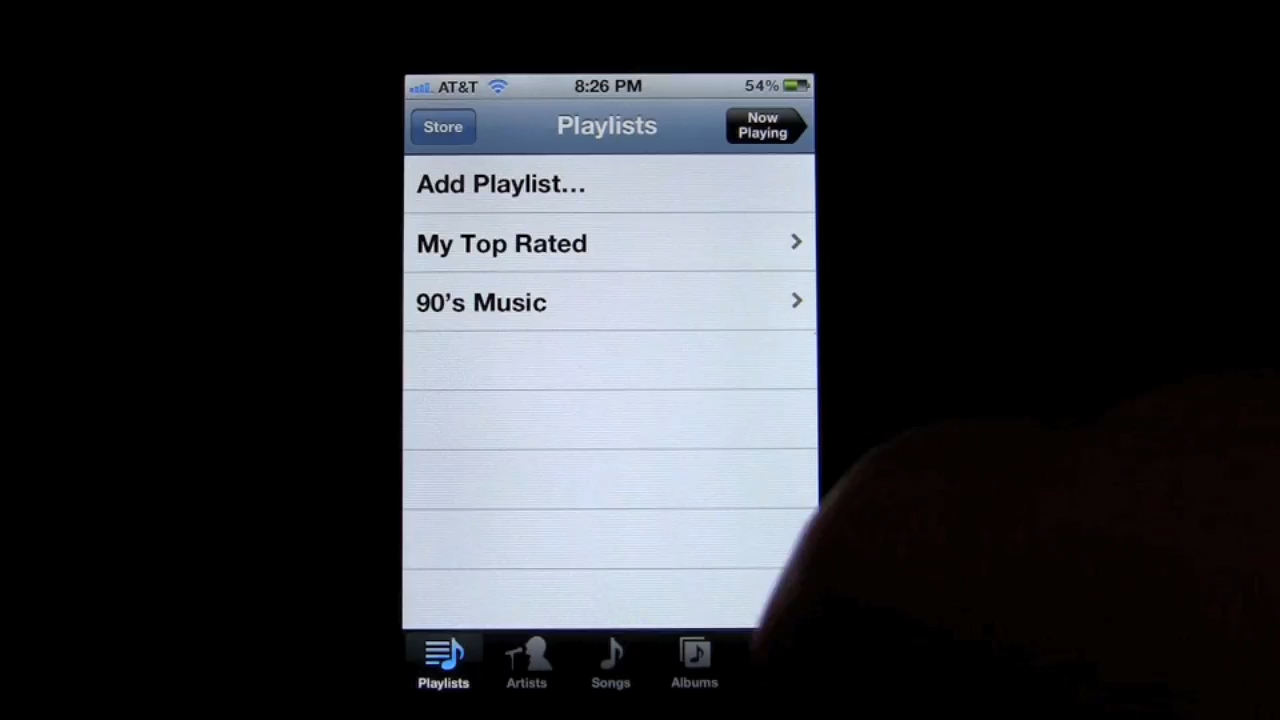 AT&T 8:26 PM 54%
Store Playlists Now Playing
Add Playlist...
My Top Rated
90's Music
Playlists Artists Songs Albums